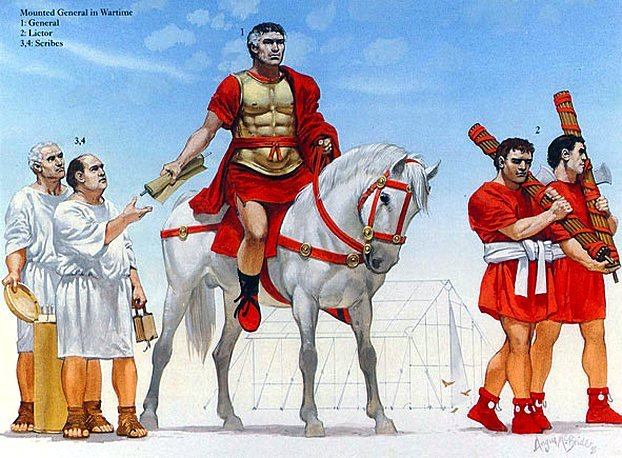 Mounted General in Wartime
1: General
2: Lictor
3,4: Scribes
1
3,4
2
Angus McBride